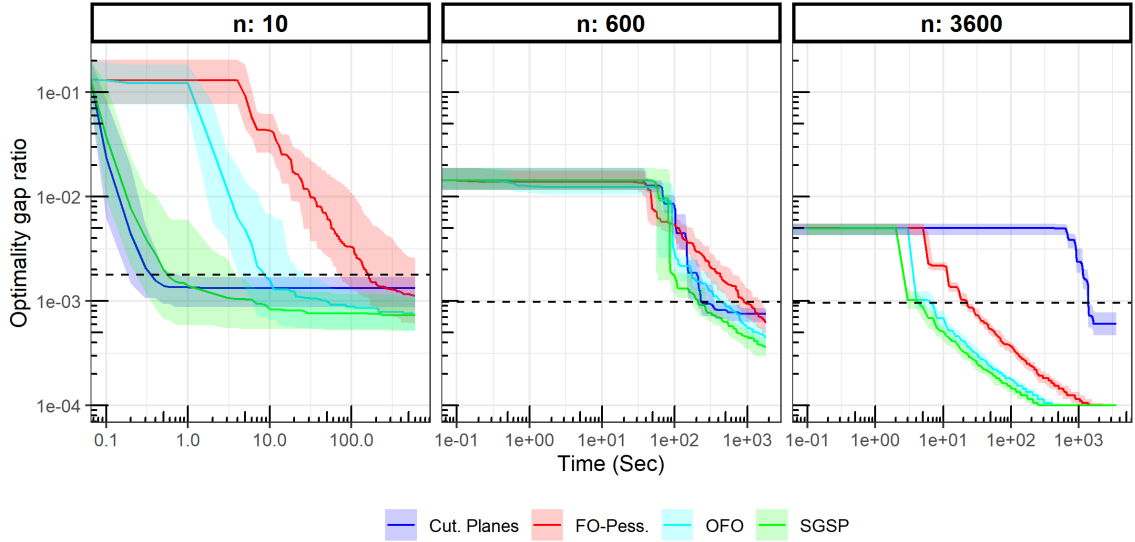 n: 10 n: 600 n: 3600
Optimality gap ratio
1e-01
1e-02
1e-03
1e-04
0.1 1.0 10.0 100.0
1e-01 1e+00 1e+01 1e+02 1e+03
1e-01 1e+00 1e+01 1e+02 1e+03
Time (Sec)
Cut. Planes FO-Pess. OFO SGSP